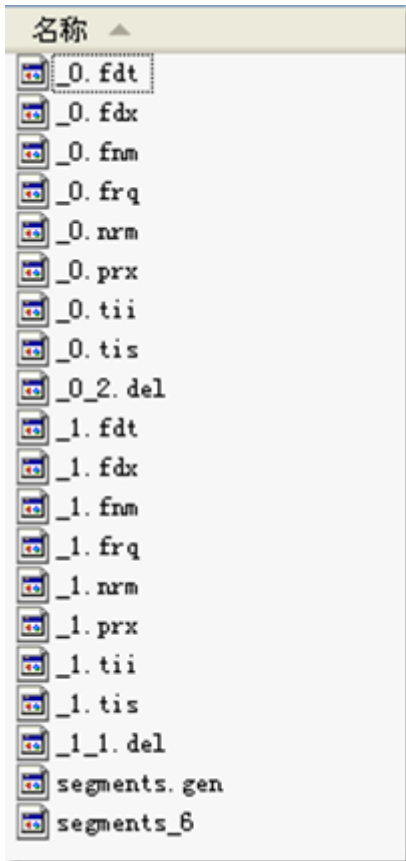 名称
_0.fdt
_0.fdx
_0.fnm
_0.frq
_0.nrm
_0.prx
_0.tii
_0.tis
_0_2.del
_1.fdt
_1.fdx
_1.fnm
_1.frq
_1.nrm
_1.prx
_1.tii
_1.tis
_1_1.del
segments.gen
segments_6